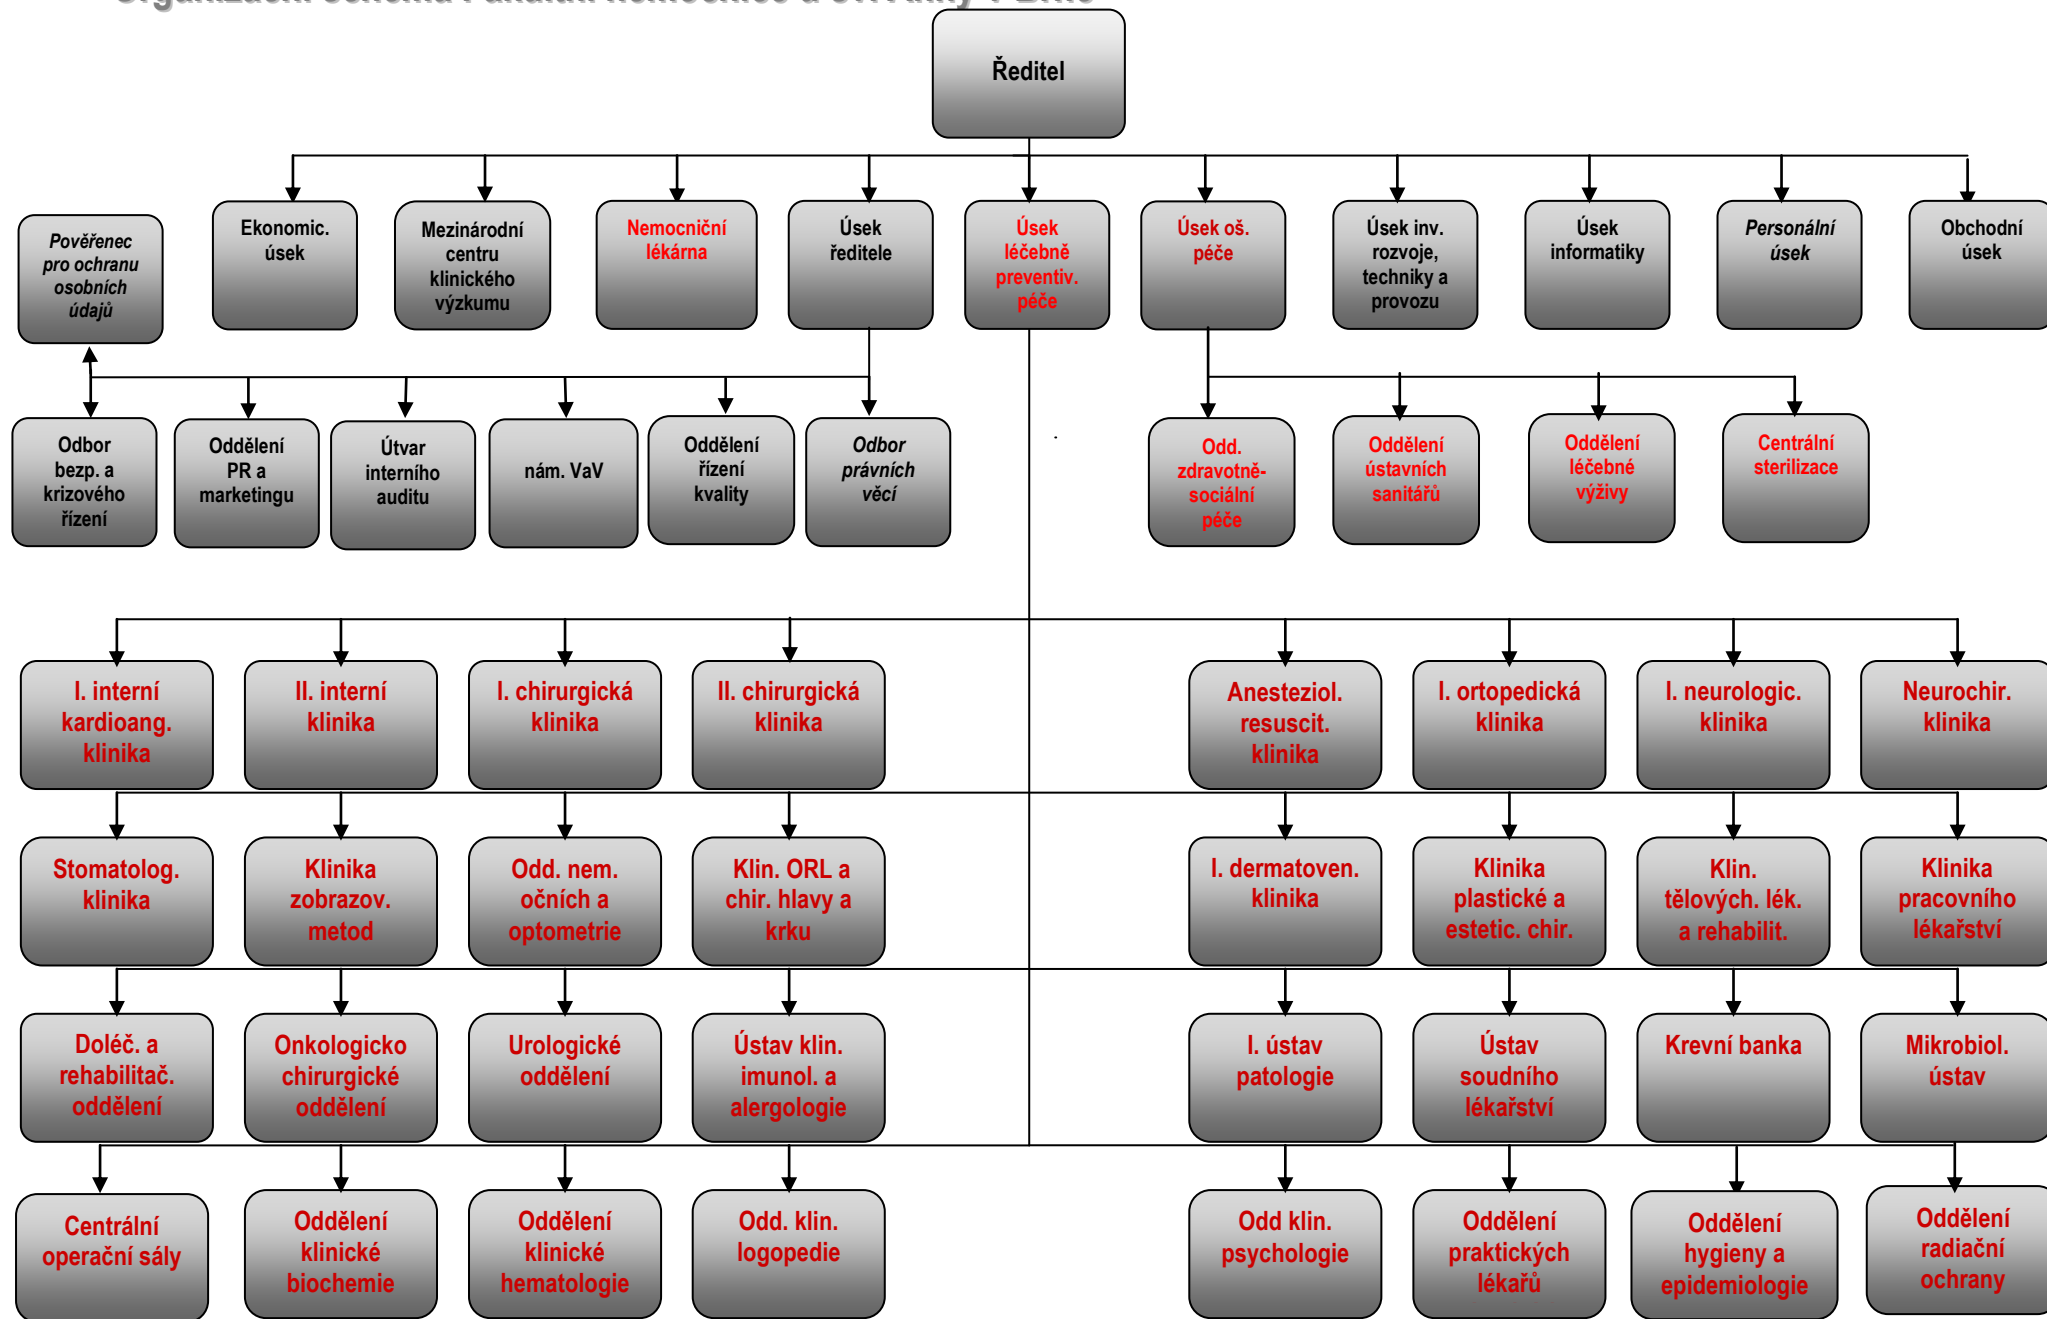 Organizační schéma Fakultní nemocnice u sv. Anny v Brně
Ředitel
Pověřenec
pro ochranu
osobních
údajů
Ekonomic.
úsek
Mezinárodní
centru
klinického
výzkumu
Nemocniční
lékárna
Úsek
ředitele
Úsek
léčebně
preventiv.
péče
Úsek oš.
péče
Úsek inv.
rozvoje,
techniky a
provozu
Úsek
informatiky
Personální
úsek
Obchodní
úsek
Odbor
bezp. a
krizového
řízení
Oddělení
PR a
marketingu
Útvar
interního
auditu
nám. VaV
Oddělení
řízení
kvality
Odbor
právních
věcí
Odd.
zdravotně-
sociální
péče
Oddělení
ústavních
sanitářů
Oddělení
léčebné
výživy
Centrální
sterilizace
I. interní
kardioang.
klinika
II. interní
klinika
I. chirurgická
klinika
II. chirurgická
klinika
Anesteziol.
resuscit.
klinika
I. ortopedická
klinika
I. neurologic.
klinika
Neurochir.
klinika
Stomatolog.
klinika
Klinika
zobrazov.
metod
Odd. nem.
očních a
optometrie
Klin. ORL a
chir. hlavy a
krku
I. dermatoven.
klinika
Klinika
plastické a
estetic. chir.
Klin.
tělových. lék.
a rehabilit.
Klinika
pracovního
lékařství
Doléč. a
rehabilitač.
oddělení
Onkologicko
chirurgické
oddělení
Urologické
oddělení
Ústav klin.
imunol. a
alergologie
I. ústav
patologie
Ústav
soudního
lékařství
Krevní banka
Mikrobiol.
ústav
Centrální
operační sály
Oddělení
klinické
biochemie
Oddělení
klinické
hematologie
Odd. klin.
logopedie
Odd klin.
psychologie
Oddělení
praktických
lékařů
Oddělení
hygieny a
epidemiologie
Oddělení
radiační
ochrany